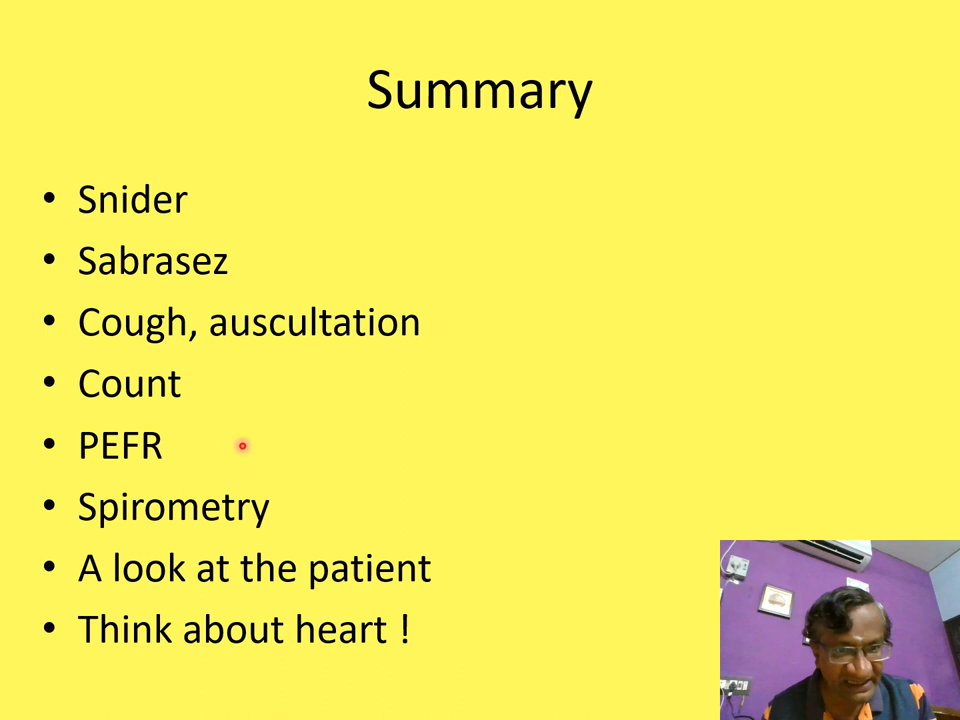 Summary
• Snider
• Sabrasez
• Cough, auscultation
• Count
• PEFR
• Spirometry
• A look at the patient
• Think about heart !